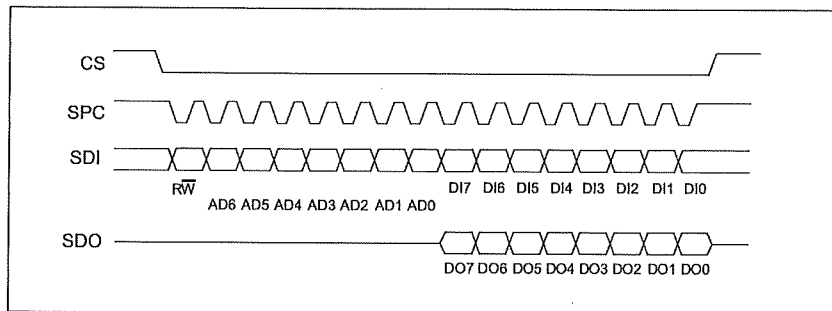 CS
SPC
SDI
RW DI7 DI6 DI5 DI4 DI3 DI2 DI1 DI0
AD6 AD5 AD4 AD3 AD2 AD1 AD0
SDO
DO7 DO6 DO5 DO4 DO3 DO2 DO1 DO0